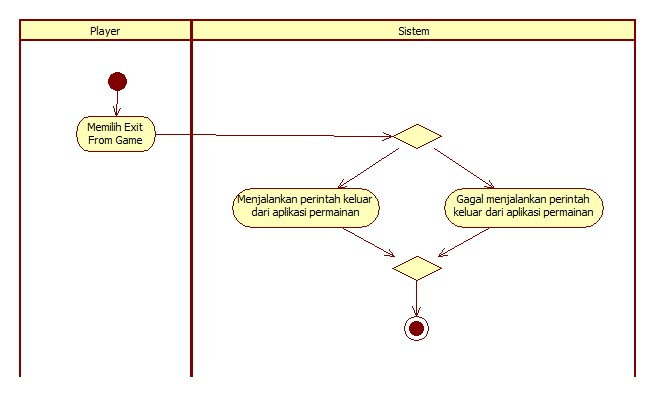 Player
Sistem
Memilih Exit
From Game
Menjalankan perintah keluar
dari aplikasi permainan
Gagal menjalankan perintah
keluar dari aplikasi permainan